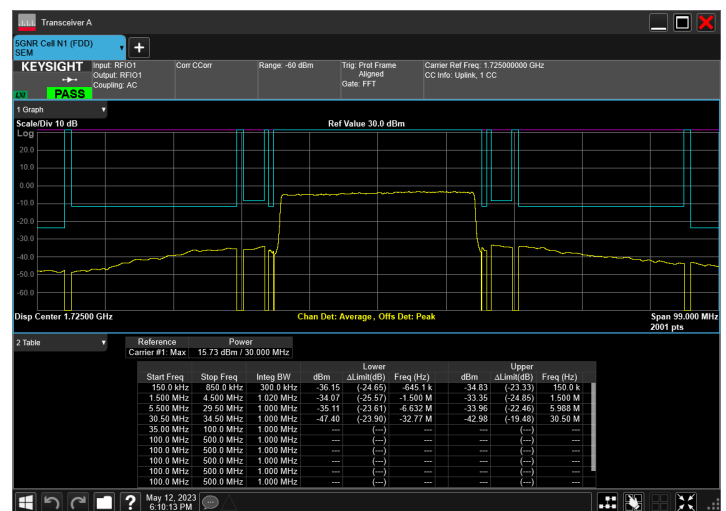 Transceiver A
5GNR Cell N1 (FDD)
SEM
KEYSIGHT
LXI
PASS
Input: RFIO1
Output: RFIO1
Coupling: AC
Corr CCorr
Range: -60 dBm
Trig: Prot Frame
Aligned
Gate: FFT
Carrier Ref Freq: 1.725000000 GHz
CC Info: Uplink, 1 CC
1 Graph
Scale/Div 10 dB
Ref Value 30.0 dBm
Log
20.0
10.0
0.00
-10.0
-20.0
-30.0
-40.0
-50.0
-60.0
Disp Center 1.72500 GHz
Chan Det: Average , Offs Det: Peak
Span 99.000 MHz
2001 pts
2 Table
Reference Power
Carrier #1: Max 15.73 dBm / 30.000 MHz
Lower Upper
Start Freq Stop Freq Integ BW dBm ΔLimit(dB) Freq (Hz) dBm ΔLimit(dB) Freq (Hz)
150.0 kHz 850.0 kHz 300.0 kHz -36.15 (-24.65) -645.1 k -34.83 (-23.33) 150.0 k
1.500 MHz 4.500 MHz 1.020 MHz -34.07 (-25.57) -1.500 M -33.35 (-24.85) 1.500 M
5.500 MHz 29.50 MHz 1.000 MHz -35.11 (-23.61) -6.632 M -33.96 (-22.46) 5.988 M
30.50 MHz 34.50 MHz 1.000 MHz -47.40 (-23.90) -32.77 M -42.98 (-19.48) 30.50 M
35.00 MHz 100.0 MHz 1.000 MHz --- (---) --- --- (---) ---
100.0 MHz 500.0 MHz 1.000 MHz --- (---) --- --- (---) ---
100.0 MHz 500.0 MHz 1.000 MHz --- (---) --- --- (---) ---
100.0 MHz 500.0 MHz 1.000 MHz --- (---) --- --- (---) ---
100.0 MHz 500.0 MHz 1.000 MHz --- (---) --- --- (---) ---
100.0 MHz 500.0 MHz 1.000 MHz --- (---) --- --- (---) ---
May 12, 2023
6:10:13 PM